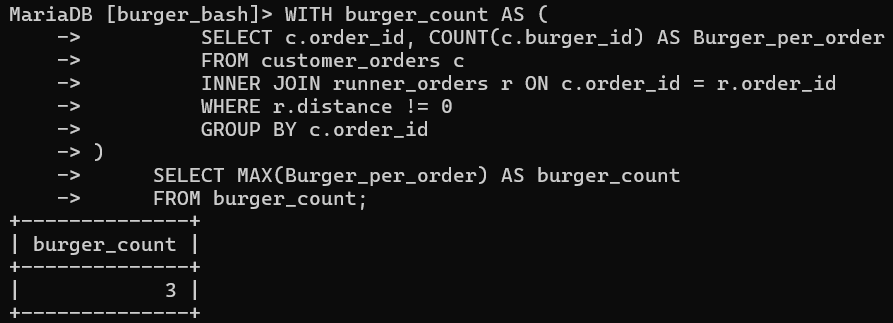 MariaDB [burger_bash]> WITH burger_count AS (
    ->          SELECT c.order_id, COUNT(c.burger_id) AS Burger_per_order
    ->          FROM customer_orders c
    ->          INNER JOIN runner_orders r ON c.order_id = r.order_id
    ->          WHERE r.distance != 0
    ->          GROUP BY c.order_id
    -> )
    ->      SELECT MAX(Burger_per_order) AS burger_count
    ->      FROM burger_count;
+--------------+
| burger_count |
+--------------+
|            3 |
+--------------+